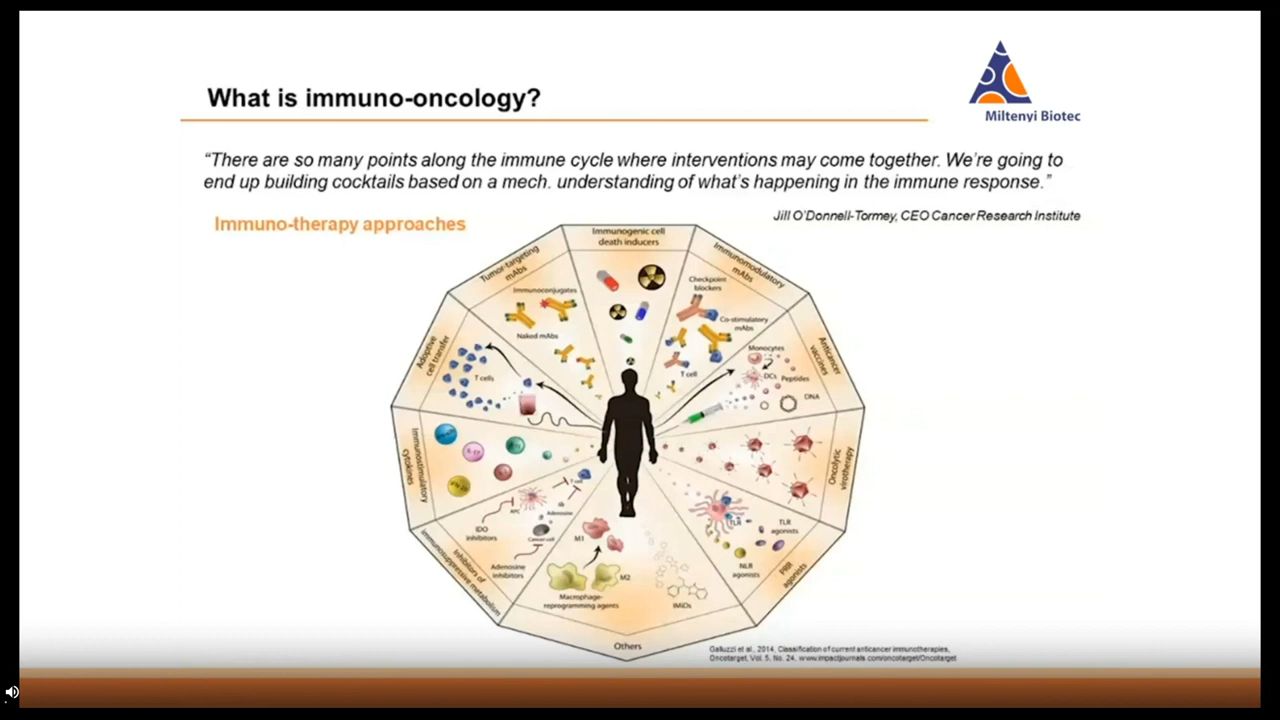 What is immuno-oncology?
Miltenyi Biotec
“There are so many points along the immune cycle where interventions may come together. We’re going to
end up building cocktails based on a mech. understanding of what’s happening in the immune response.”
Jill O’Donnell-Tormey, CEO Cancer Research Institute
Immuno-therapy approaches
Immunogenic cell
death inducers
Immunomodulatory
mAbs
Checkpoint
blockers
Co-stimulatory
mAbs
T cell
Anticancer
vaccines
Monocytes
DCs
Peptides
DNA
Oncolytic
virotherapy
PRR
agonists
TLR
TLR
agonists
NLR
agonists
Others
IMiDs
M1
M2
Macrophage-
reprogramming agents
Inhibitors of
immunosuppressive metabolism
IDO
inhibitors
APC
T cell
Adenosine
Cancer cell
Adenosine
inhibitors
Immunostimulatory
cytokines
Adoptive
cell transfer
T cells
Tumor-targeting
mAbs
Immunoconjugates
Naked mAbs
Galluzzi et al., 2014, Classification of current anticancer immunotherapies,
Oncotarget, Vol. 5, No. 24, www.impactjournals.com/oncotarget/Oncotarget